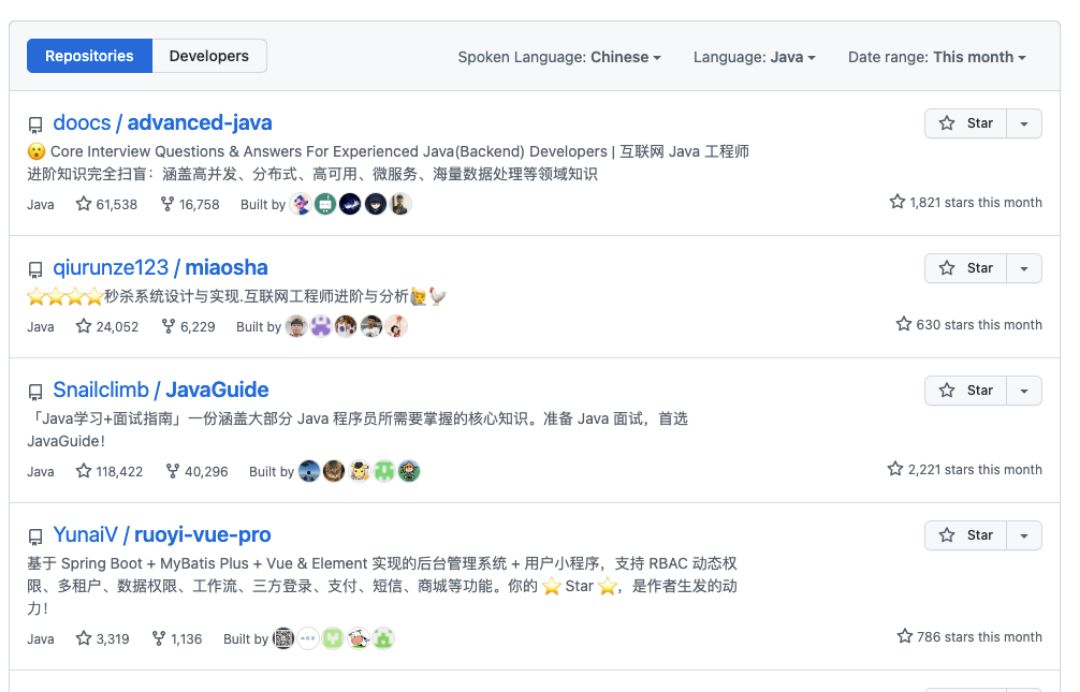 Repositories Developers Spoken Language: Chinese Language: Java Date range: This month
doocs / advanced-java Star
😮 Core Interview Questions & Answers For Experienced Java(Backend) Developers | 互联网 Java 工程师
进阶知识完全扫盲：涵盖高并发、分布式、高可用、微服务、海量数据处理等领域知识
Java 61,538 16,758 Built by 1,821 stars this month
qiurunze123 / miaosha Star
⭐⭐⭐⭐秒杀系统设计与实现.互联网工程师进阶与分析🙋🐓
Java 24,052 6,229 Built by 630 stars this month
Snailclimb / JavaGuide Star
「Java学习+面试指南」一份涵盖大部分 Java 程序员所需要掌握的核心知识。准备 Java 面试，首选
JavaGuide！
Java 118,422 40,296 Built by 2,221 stars this month
YunaiV / ruoyi-vue-pro Star
基于 Spring Boot + MyBatis Plus + Vue & Element 实现的后台管理系统 + 用户小程序，支持 RBAC 动态权
限、多租户、数据权限、工作流、三方登录、支付、短信、商城等功能。你的 ⭐ Star ⭐，是作者生发的动
力！
Java 3,319 1,136 Built by 786 stars this month